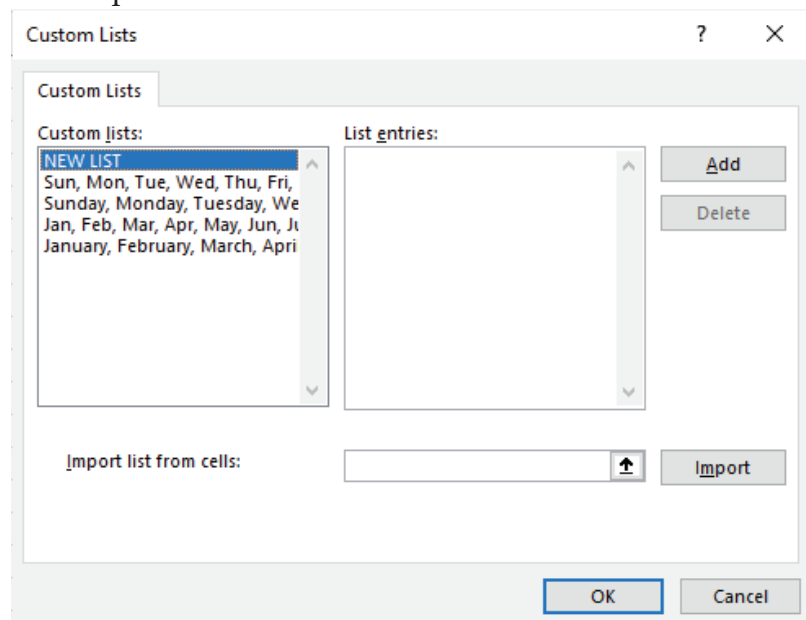 Custom Lists ?
Custom Lists
Custom lists: List entries:
NEW LIST
Sun, Mon, Tue, Wed, Thu, Fri,
Sunday, Monday, Tuesday, We
Jan, Feb, Mar, Apr, May, Jun, Ju
January, February, March, Apri
Add
Delete
Import list from cells:
Import
OK Cancel